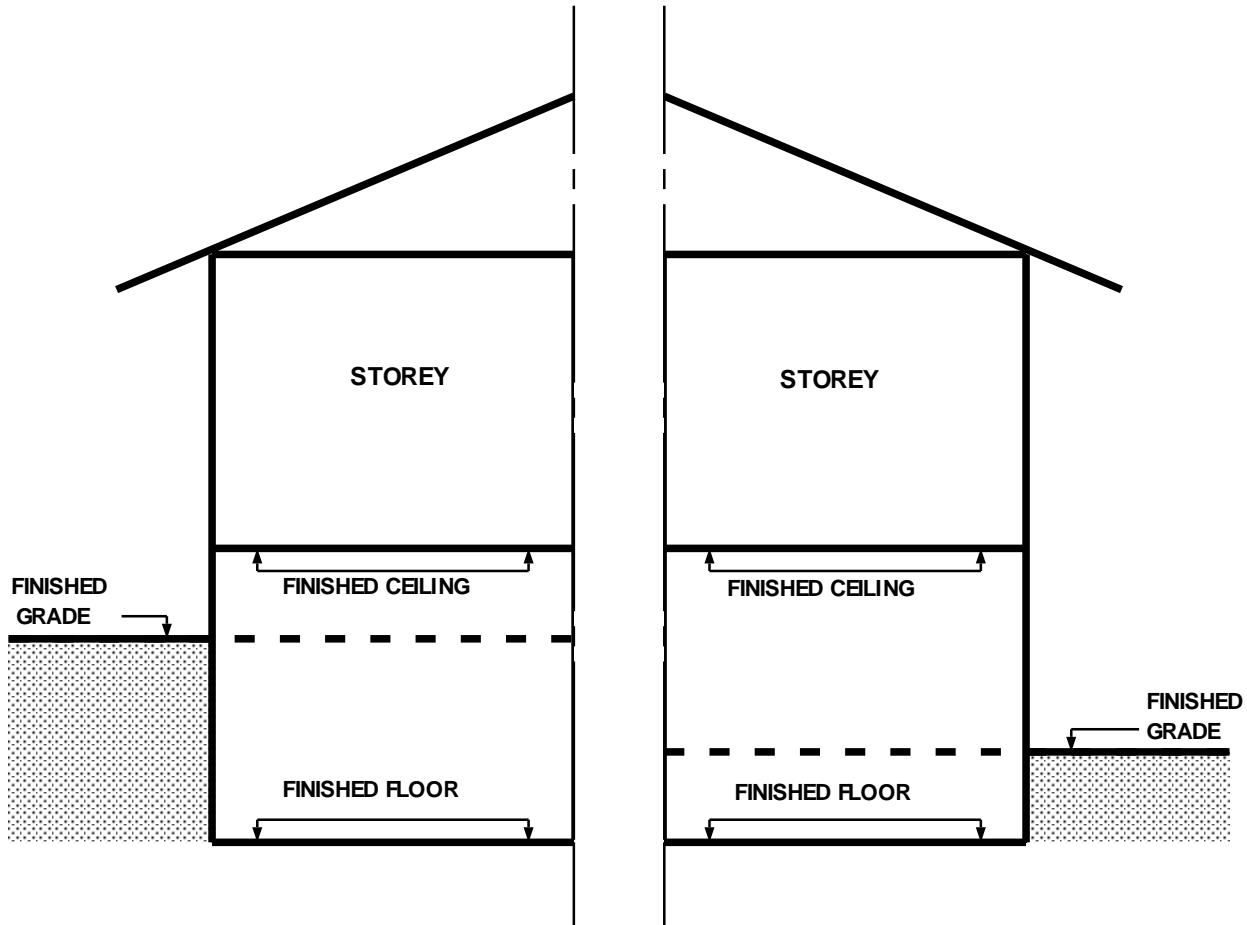 STOREY
STOREY
FINISHED CEILING
FINISHED CEILING
FINISHED
GRADE
FINISHED
GRADE
FINISHED FLOOR
FINISHED FLOOR